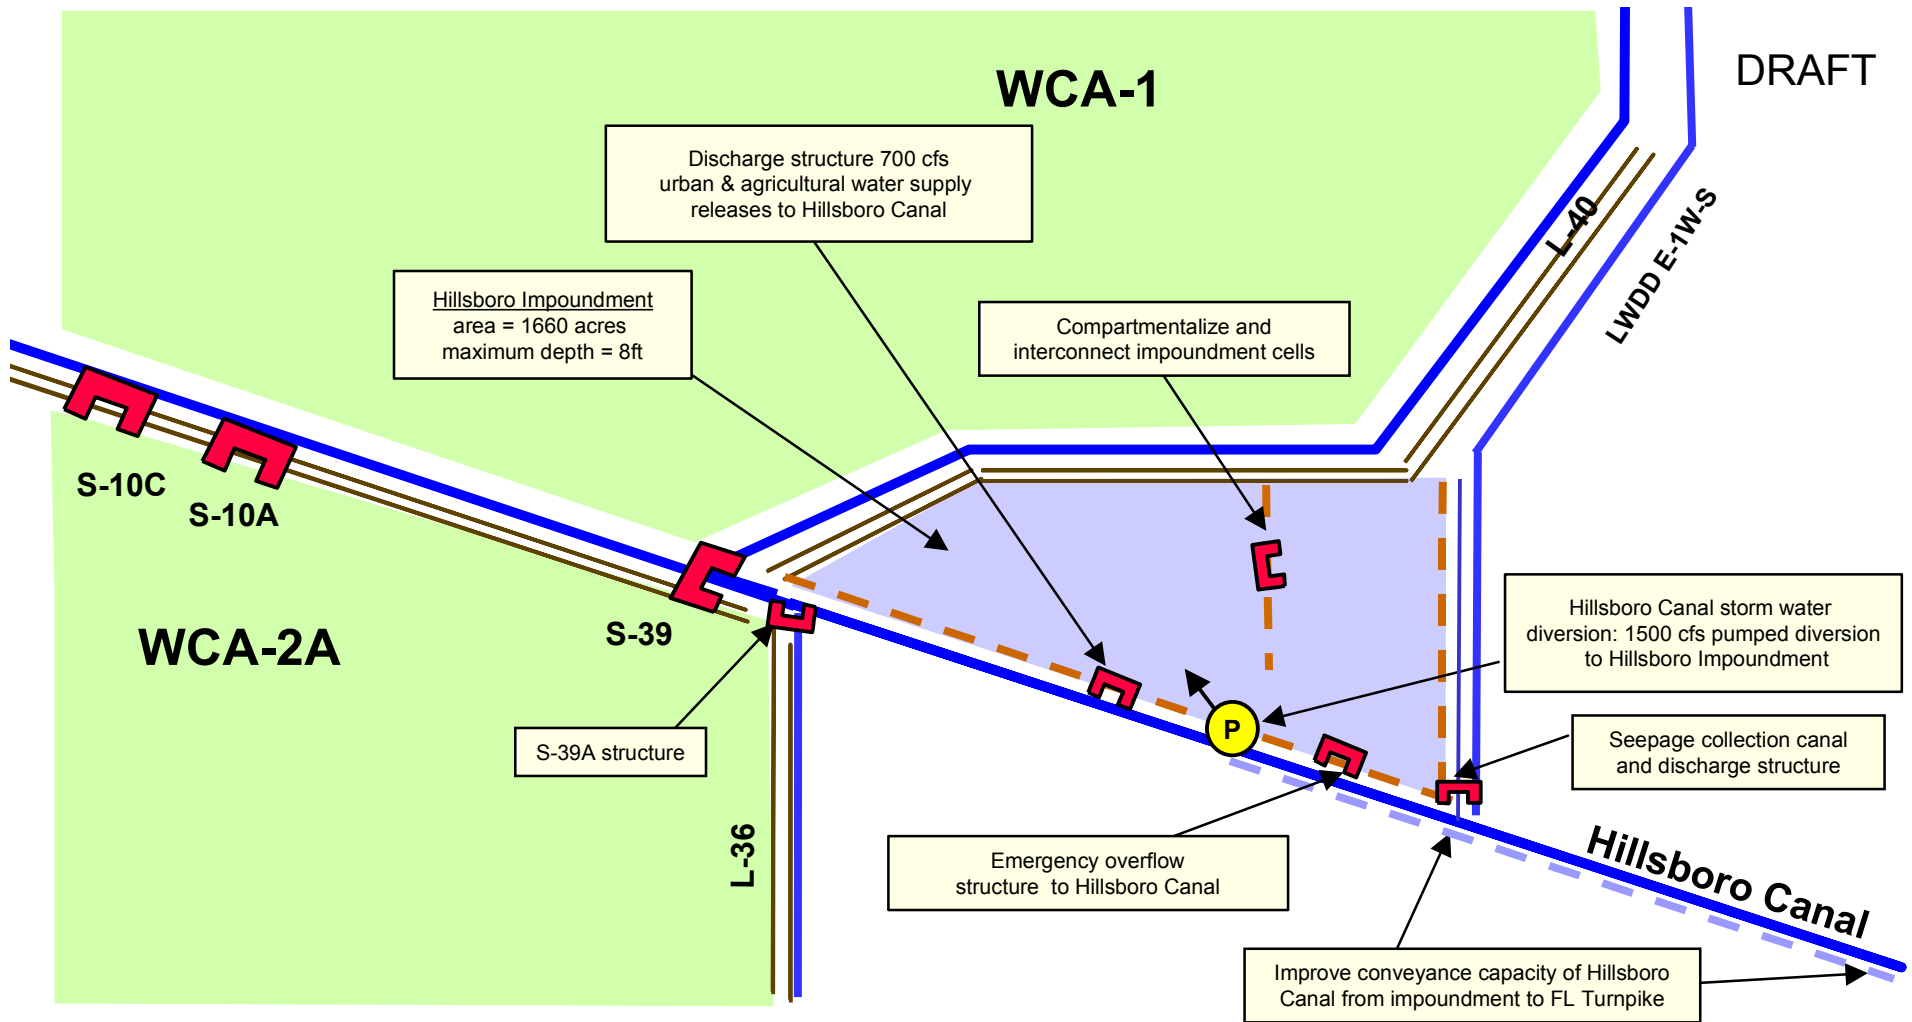 WCA-1
DRAFT
Discharge structure 700 cfs
urban & agricultural water supply
releases to Hillsboro Canal
L-40
LWDD E-1W-S
Hillsboro Impoundment
area = 1660 acres
maximum depth = 8ft
Compartmentalize and
interconnect impoundment cells
S-10C
S-10A
S-39
WCA-2A
Hillsboro Canal storm water
diversion: 1500 cfs pumped diversion
to Hillsboro Impoundment
P
S-39A structure
Seepage collection canal
and discharge structure
L-36
Emergency overflow
structure to Hillsboro Canal
Hillsboro Canal
Improve conveyance capacity of Hillsboro
Canal from impoundment to FL Turnpike